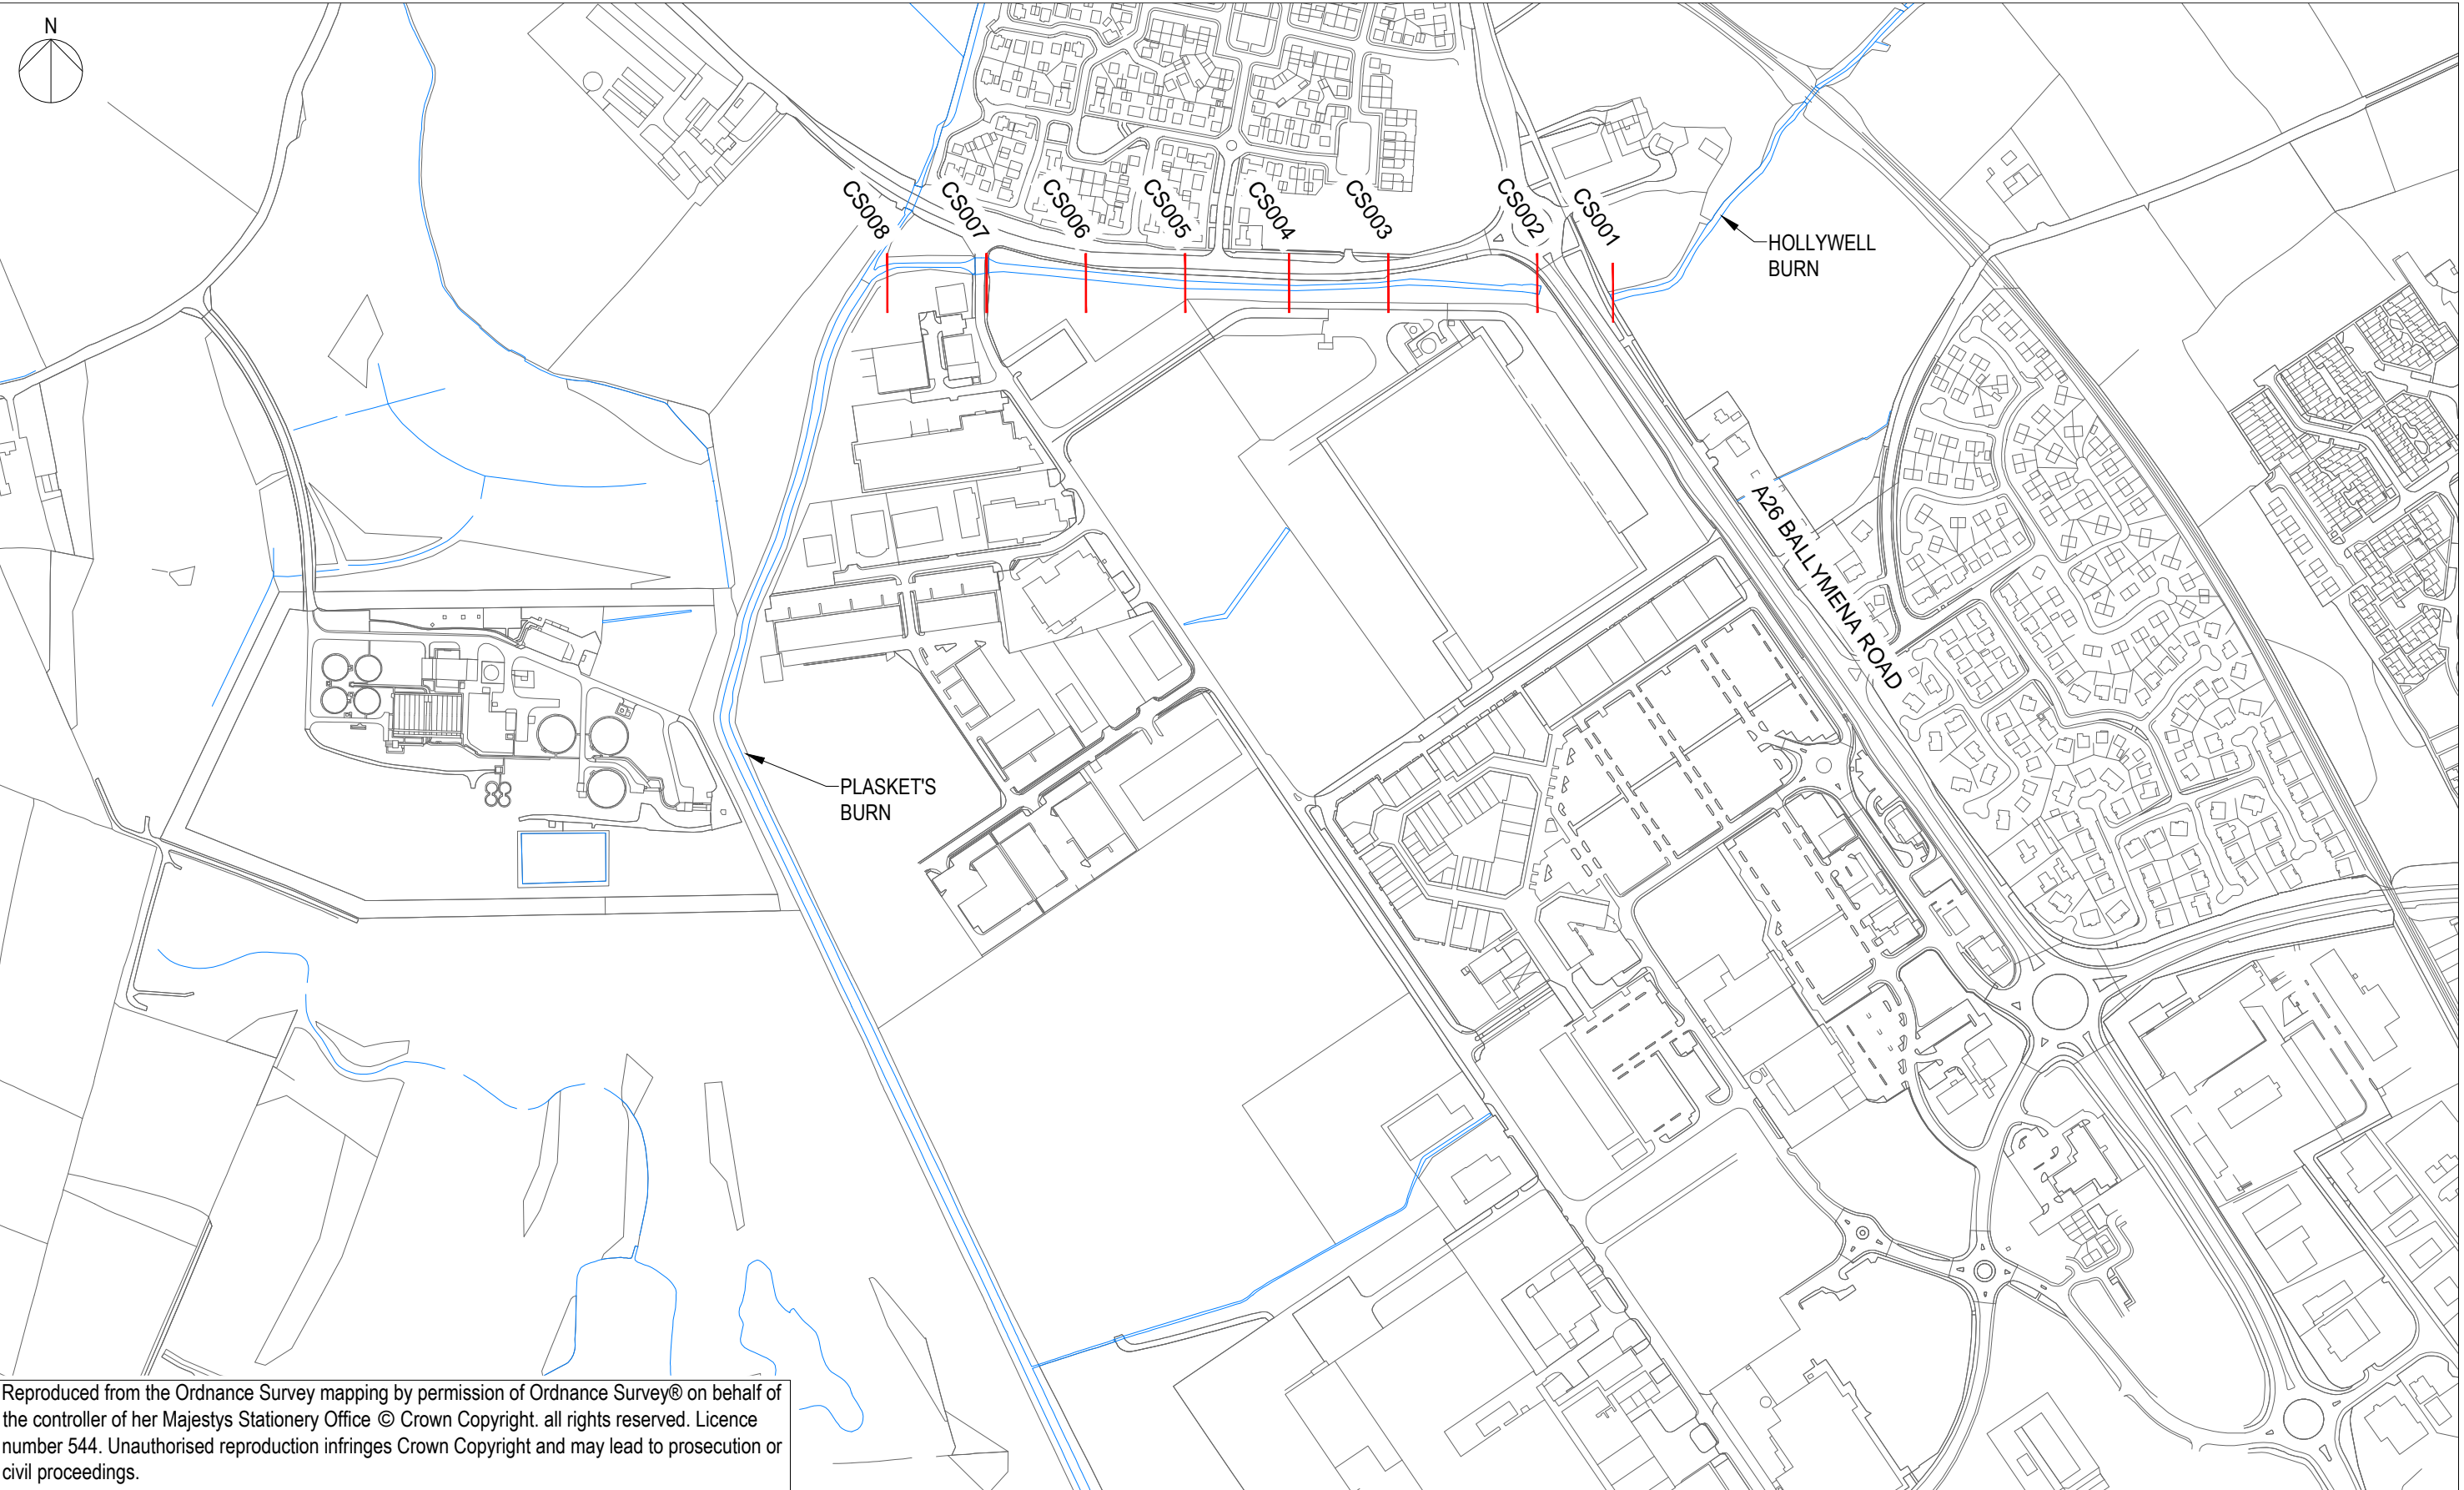 N
CS008
CS007
CS006
CS005
CS004
CS003
CS002
CS001
HOLLYWELL
BURN
A26 BALLYMENA ROAD
PLASKET'S
BURN
Reproduced from the Ordnance Survey mapping by permission of Ordnance Survey® on behalf of
the controller of her Majestys Stationery Office © Crown Copyright. all rights reserved. Licence
number 544. Unauthorised reproduction infringes Crown Copyright and may lead to prosecution or
civil proceedings.